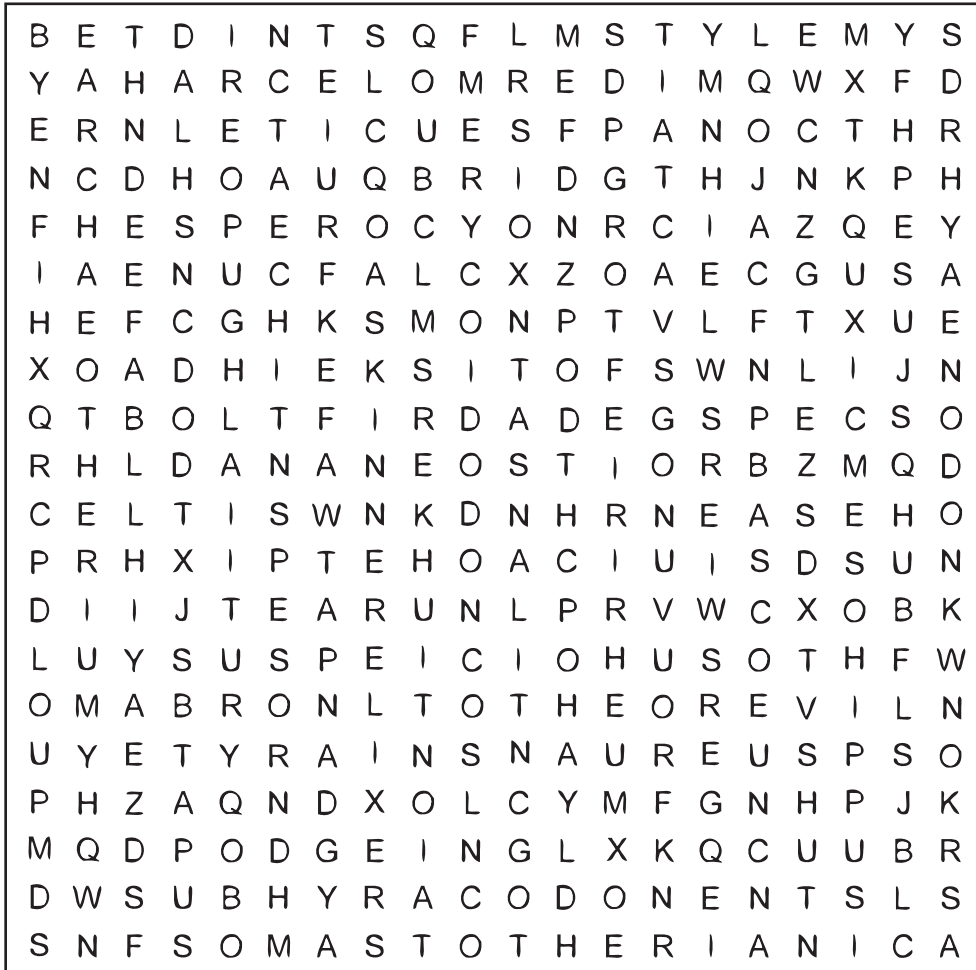 B E T D I N T S Q F L M S T Y L E M Y S
Y A H A R C E L O M R E D I M Q W X F D
E R N L E T I C U E S F P A N O C T H R
N C D H O A U Q B R I D G T H J N K P H
F H E S P E R O C Y O N R C I A Z Q E Y
I A E N U C F A L C X Z O A E C G U S A
H E F C G H K S M O N P T V L F T X U E
X O A D H I E K S I T O F S W N L I J N
Q T B O L T F I R D A D E G S P E C S O
R H L D A N A N E O S T I O R B Z M Q D
C E L T I S W N K D N H R N E A S E H O
P R H X I P T E H O A C I U I S D S U N
D I I J T E A R U N L P R V W C X O B K
L U Y S U S P E I C I O H U S O T H F W
O M A B R O N L T O T H E O R E V I L N
U Y E T Y R A I N S N A U R E U S P S O
P H Z A Q N D X O L C Y M F G N H P J K
M Q D P O D G E I N G L X K Q C U U B R
D W S U B H Y R A C O D O N E N T S L S
S N F S O M A S T O T H E R I A N I C A